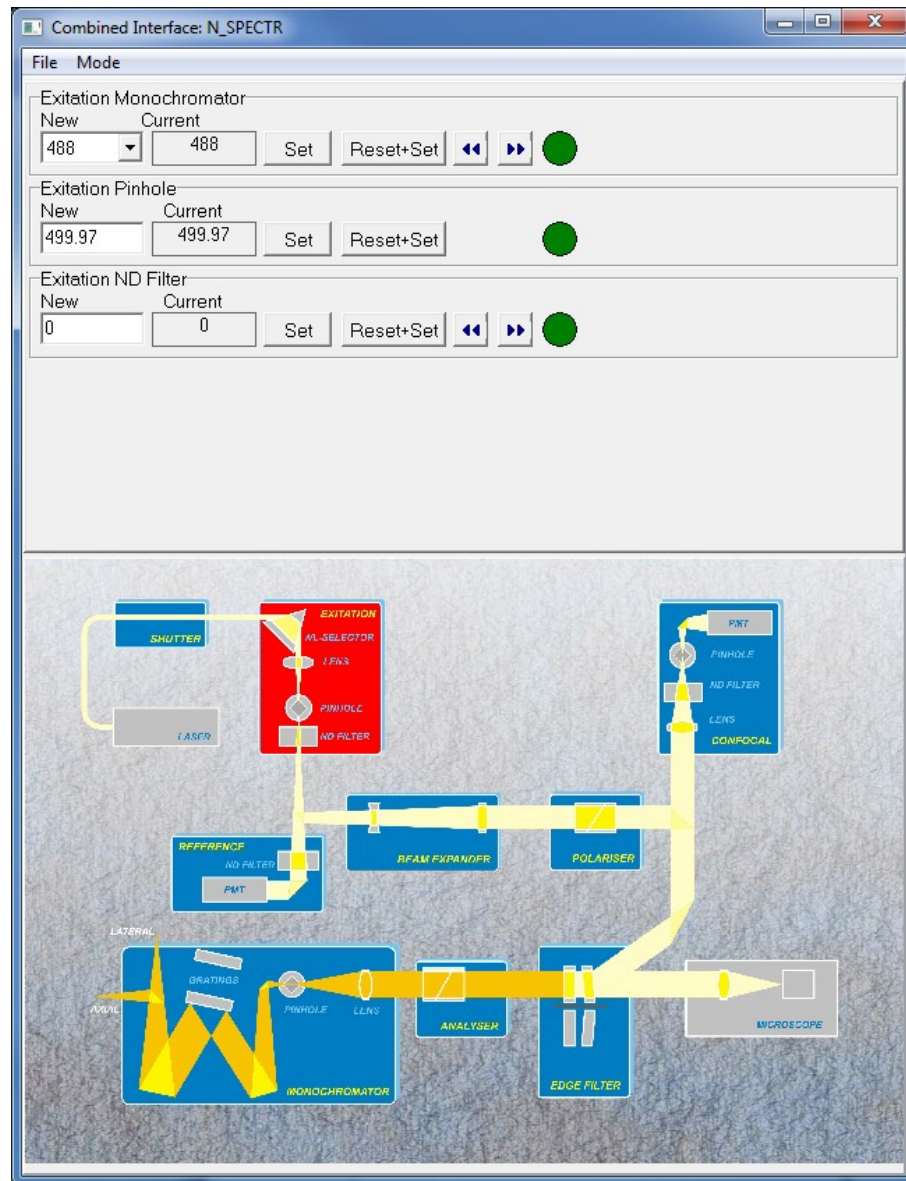 Combined Interface: N_SPECTR
File Mode
Exitation Monochromator
New Current
488 488 Set Reset+Set
Exitation Pinhole
New Current
499.97 499.97 Set Reset+Set
Exitation ND Filter
New Current
0 0 Set Reset+Set
SHUTTER
LASER
EXITATION
WL-SELECTOR
LENS
PINHOLE
ND FILTER
PMT
PINHOLE
ND FILTER
LENS
CONFOCAL
REFERENCE
ND FILTER
PMT
BEAM EXPANDER
POLARISER
LATERAL
AXIAL
GRATINGS
PINHOLE
LENS
MONOCHROMATOR
ANALYSER
EDGE FILTER
MICROSCOPE